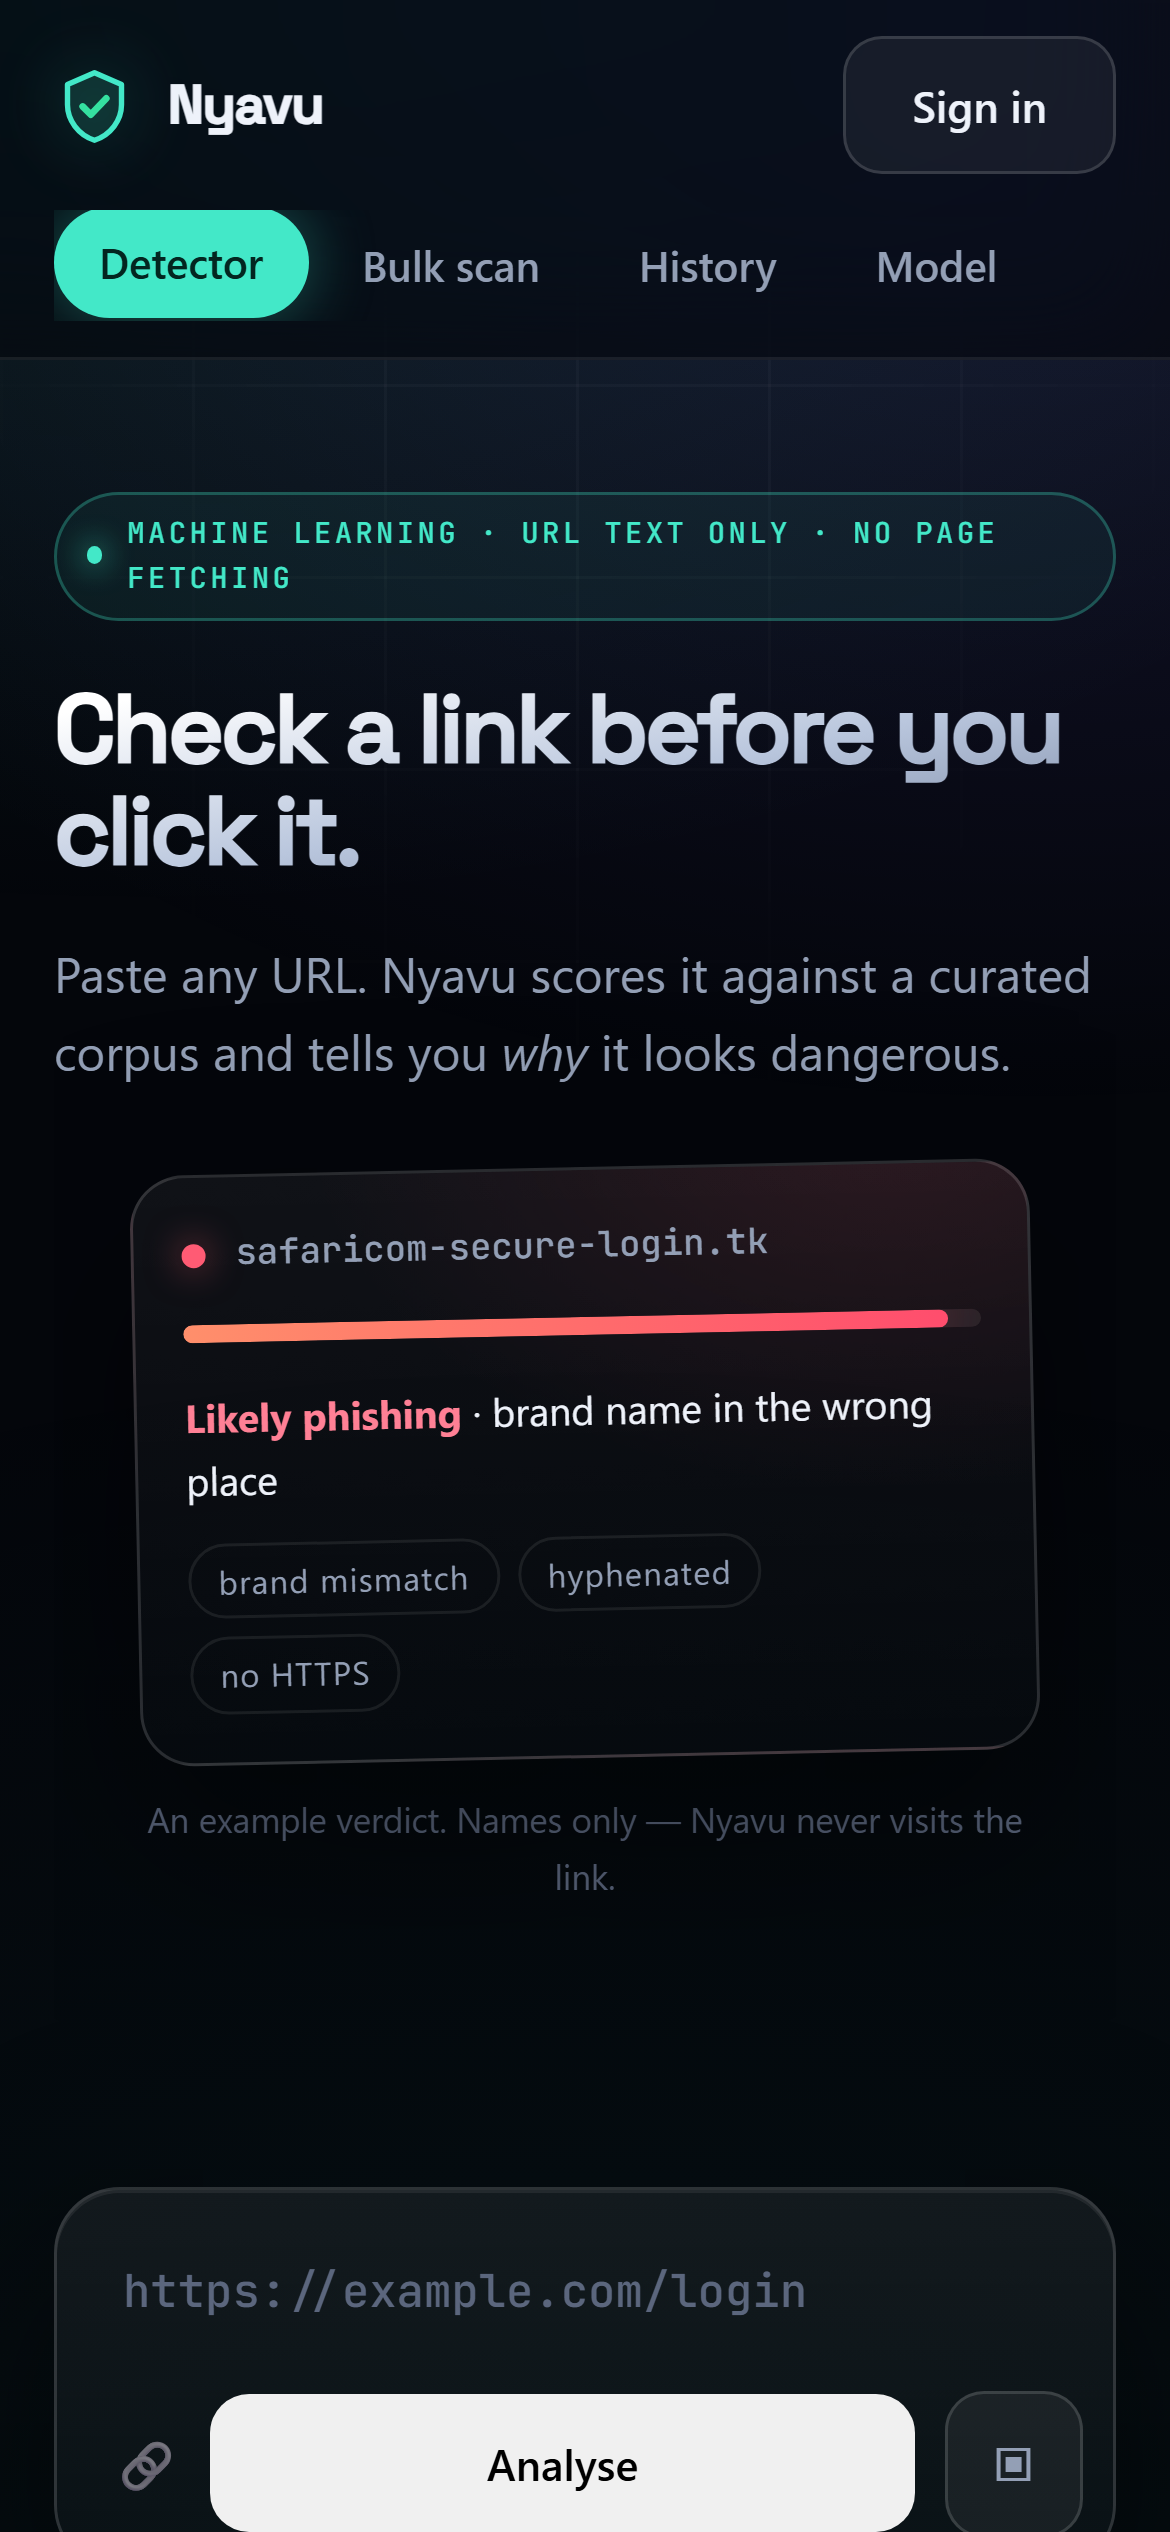 Nyavu
Sign in
Detector
Bulk scan
History
Model
MACHINE LEARNING · URL TEXT ONLY · NO PAGE
FETCHING
Check a link before you
click it.
Paste any URL. Nyavu scores it against a curated
corpus and tells you why it looks dangerous.
safaricom-secure-login.tk
Likely phishing · brand name in the wrong
place
brand mismatch
hyphenated
no HTTPS
An example verdict. Names only — Nyavu never visits the
link.
https://example.com/login
Analyse